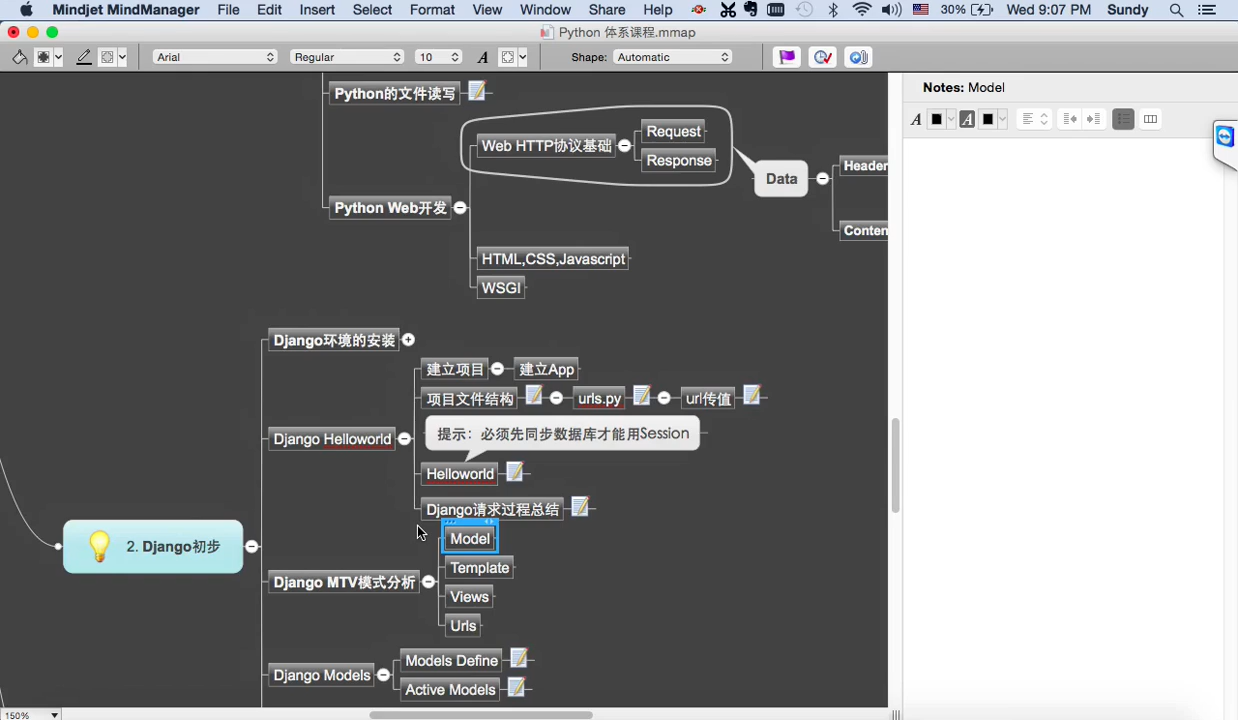 Mindjet MindManager File Edit Insert Select Format View Window Share Help 30% Wed 9:07 PM Sundy
Python 体系课程.mmap
Arial Regular 10 A Shape: Automatic
Notes: Model
A A
Python的文件读写
Web HTTP协议基础
Request
Response
Data
Header
Conten
Python Web开发
HTML,CSS,Javascript
WSGI
Django环境的安装
建立项目 建立App
项目文件结构 urls.py url传值
提示：必须先同步数据库才能用Session
Django Helloworld
Helloworld
Django请求过程总结
2. Django初步
Model
Template
Django MTV模式分析
Views
Urls
Models Define
Django Models
Active Models
150%